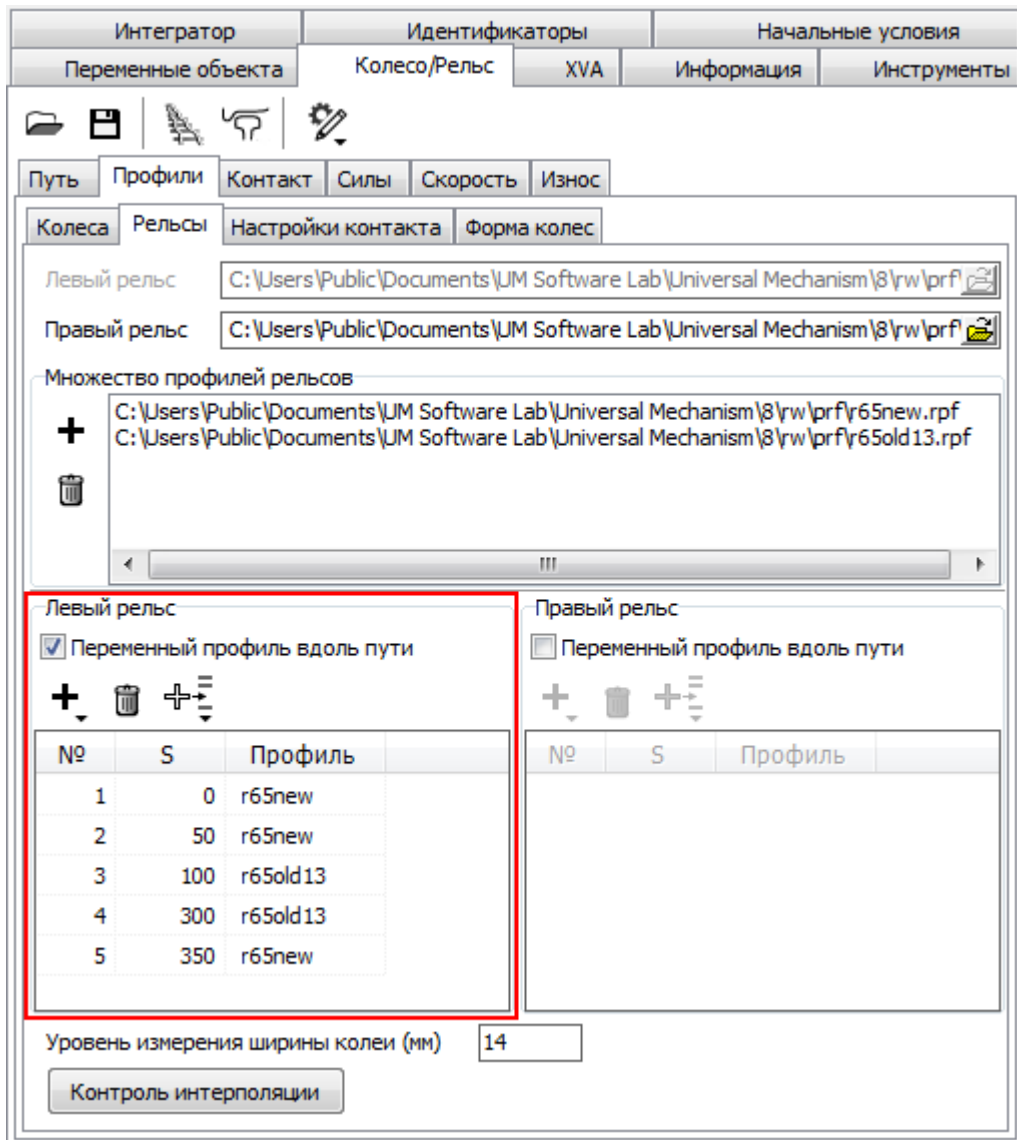 Интегратор Идентификаторы Начальные условия
Переменные объекта Колесо/Рельс XVA Информация Инструменты
Путь Профили Контакт Силы Скорость Износ
Колеса Рельсы Настройки контакта Форма колес
Левый рельс C:\Users\Public\Documents\UM Software Lab\Universal Mechanism\8\rw\prf\
Правый рельс C:\Users\Public\Documents\UM Software Lab\Universal Mechanism\8\rw\prf\
Множество профилей рельсов
C:\Users\Public\Documents\UM Software Lab\Universal Mechanism\8\rw\prf\r65new.rpf
C:\Users\Public\Documents\UM Software Lab\Universal Mechanism\8\rw\prf\r65old13.rpf
Левый рельс
Переменный профиль вдоль пути
№ S Профиль
1 0 r65new
2 50 r65new
3 100 r65old13
4 300 r65old13
5 350 r65new
Правый рельс
Переменный профиль вдоль пути
№ S Профиль
Уровень измерения ширины колеи (мм) 14
Контроль интерполяции